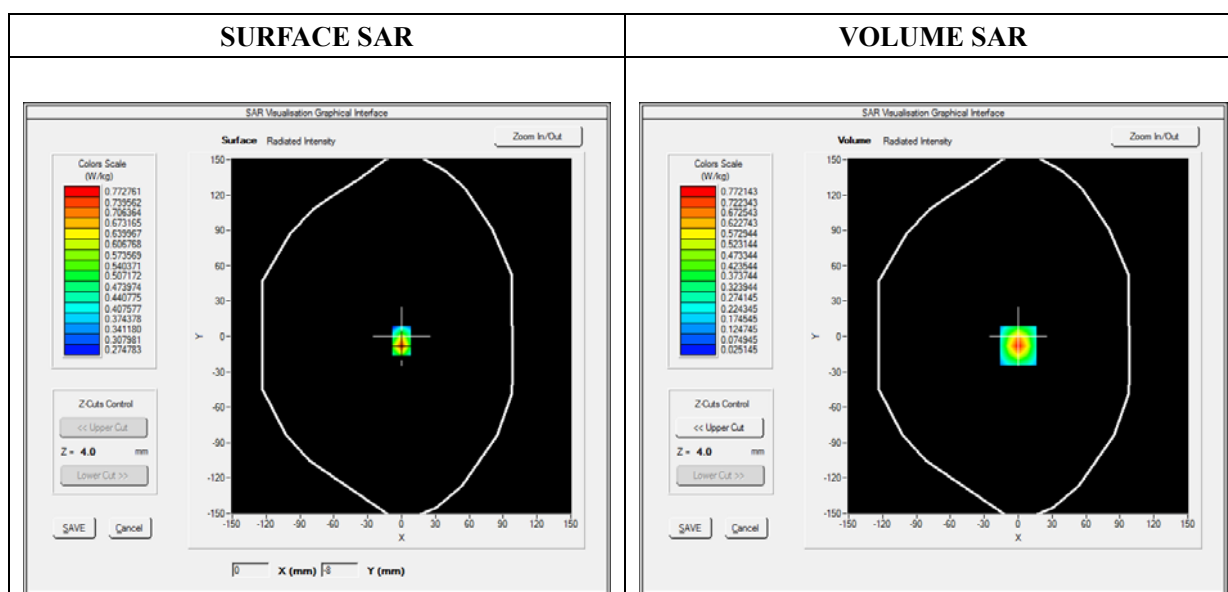 SURFACE SAR
VOLUME SAR
SAR Visualisation Graphical Interface
Surface Radiated Intensity
Zoom In/Out
Colors Scale
(W/kg)
0.772761
0.739562
0.706364
0.673165
0.639967
0.606768
0.573569
0.540371
0.507172
0.473974
0.440775
0.407577
0.374378
0.341180
0.307981
0.274783
Z-Cuts Control
<< Upper Cut
Z = 4.0 mm
Lower Cut >>
SAVE Cancel
150
120
90
60
30
Y 0
-30
-60
-90
-120
-150
-150 -120 -90 -60 -30 0 30 60 90 120 150
X
0 X (mm) -8 Y (mm)
SAR Visualisation Graphical Interface
Volume Radiated Intensity
Zoom In/Out
Colors Scale
(W/kg)
0.772143
0.722343
0.672543
0.622743
0.572944
0.523144
0.473344
0.423544
0.373744
0.323944
0.274145
0.224345
0.174545
0.124745
0.074945
0.025145
Z-Cuts Control
<< Upper Cut
Z = 4.0 mm
Lower Cut >>
SAVE Cancel
150
120
90
60
30
Y 0
-30
-60
-90
-120
-150
-150 -120 -90 -60 -30 0 30 60 90 120 150
X